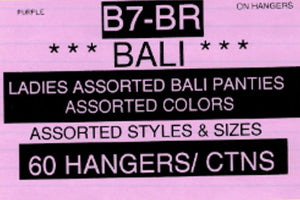 PURPLE
B7-BR
ON HANGERS
*** BALI ***
LADIES ASSORTED BALI PANTIES
ASSORTED COLORS
ASSORTED STYLES & SIZES
60 HANGERS/ CTNS